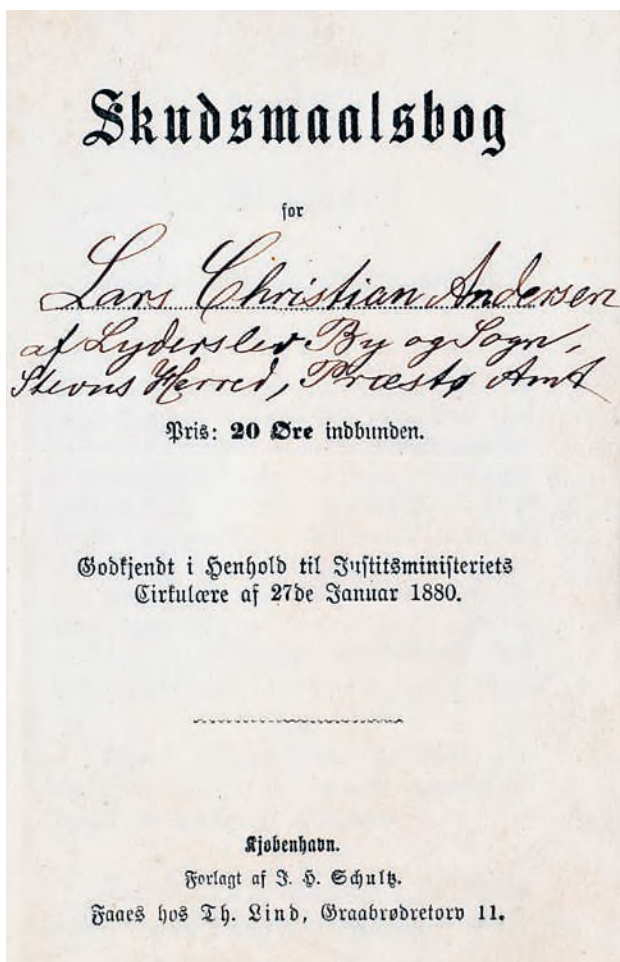 Skudsmaalsbog
for
Lars Christian Andersen
af Lyderslev By og Sogn,
Stevns Herred, Præstø Amt
Pris: 20 Øre indbunden.
Godkjendt i Henhold til Justitsministeriets
Cirkulære af 27de Januar 1880.
Kjøbenhavn.
Forlagt af J. H. Schultz.
Faaes hos Th. Lind, Graabrødretorv 11.